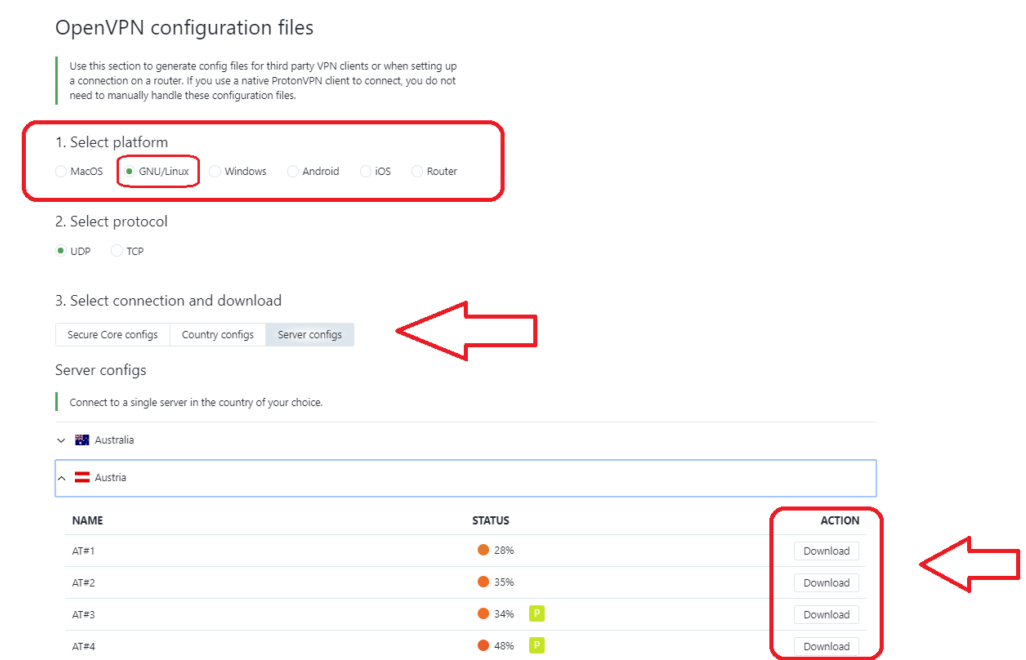 OpenVPN configuration files
Use this section to generate config files for third party VPN clients or when setting up
a connection on a router. If you use a native ProtonVPN client to connect, you do not
need to manually handle these configuration files.
1. Select platform
MacOS GNU/Linux Windows Android iOS Router
2. Select protocol
UDP TCP
3. Select connection and download
Secure Core configs Country configs Server configs
Server configs
Connect to a single server in the country of your choice.
Australia
Austria
NAME STATUS ACTION
AT#1 28% Download
AT#2 35% Download
AT#3 34% P Download
AT#4 48% P Download